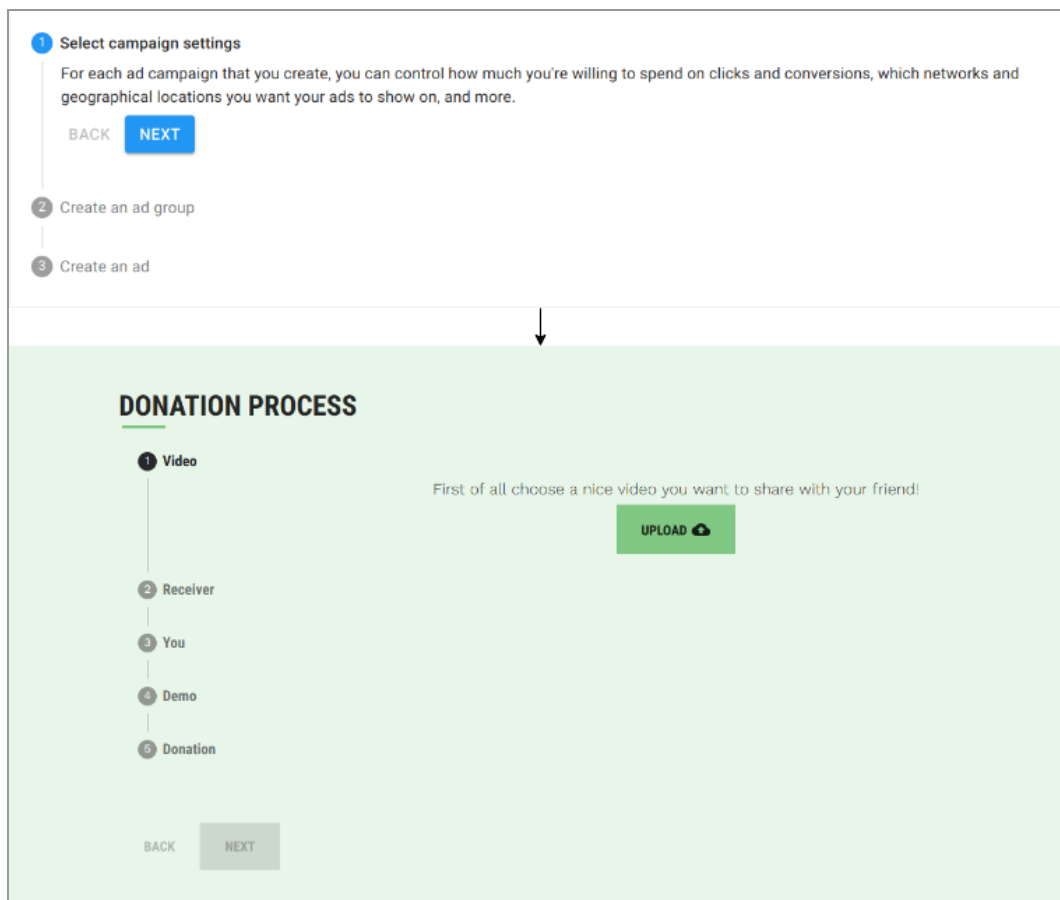 1 Select campaign settings
For each ad campaign that you create, you can control how much you're willing to spend on clicks and conversions, which networks and
geographical locations you want your ads to show on, and more.
BACK NEXT
2 Create an ad group
3 Create an ad
DONATION PROCESS
1 Video
First of all choose a nice video you want to share with your friend!
UPLOAD
2 Receiver
3 You
4 Demo
5 Donation
BACK NEXT